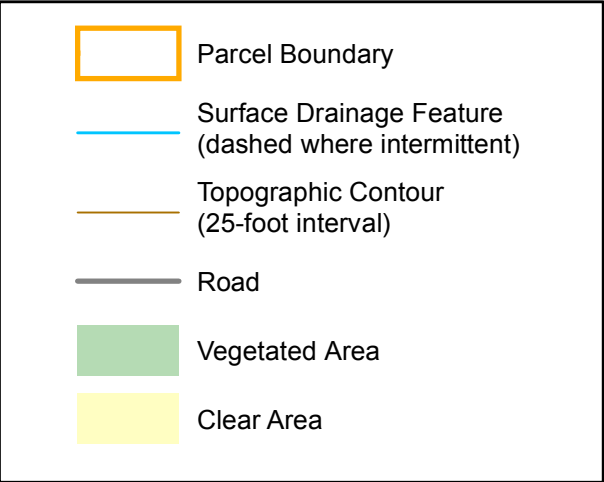 Parcel Boundary
Surface Drainage Feature
(dashed where intermittent)
Topographic Contour
(25-foot interval)
Road
Vegetated Area
Clear Area